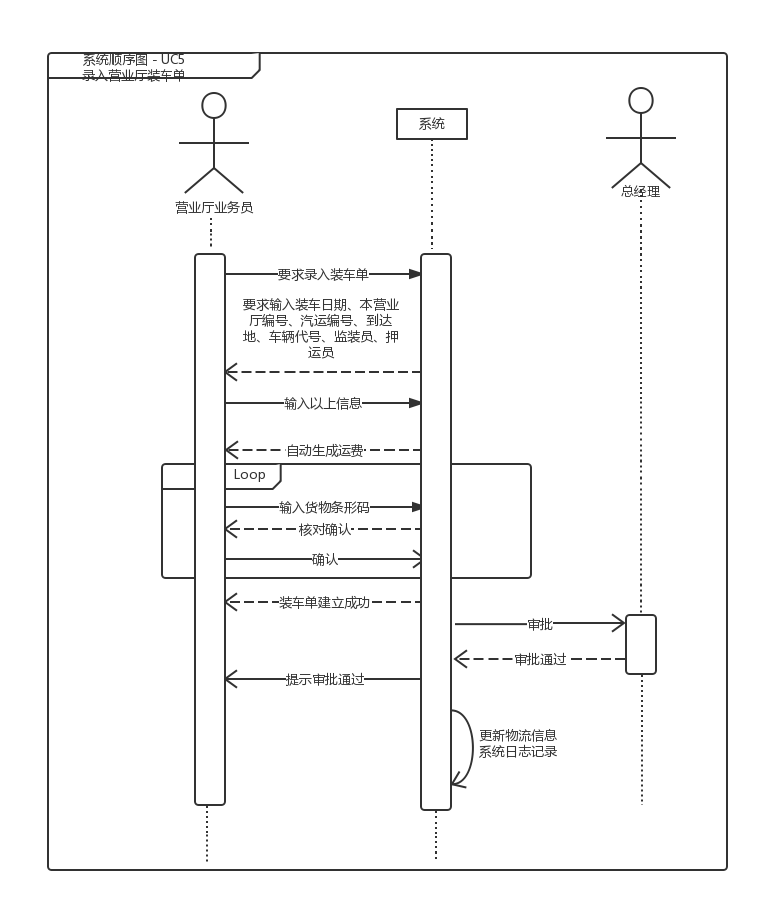 系统顺序图 - UC5
录入营业厅装车单
系统
总经理
营业厅业务员
要求录入装车单
要求输入装车日期、本营业
厅编号、汽运编号、到达
地、车辆代号、监装员、押
运员
输入以上信息
自动生成运费
Loop
输入货物条形码
核对确认
确认
装车单建立成功
审批
审批通过
提示审批通过
更新物流信息
系统日志记录